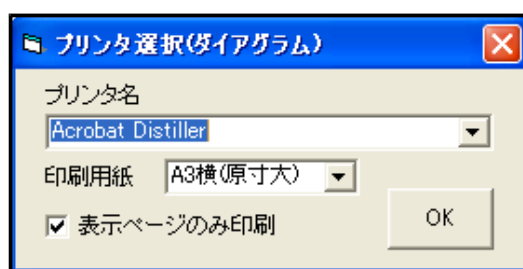 プリンタ選択(ダイアグラム)
プリンタ名
Acrobat Distiller
印刷用紙 A3横(原寸大)
表示ページのみ印刷 OK